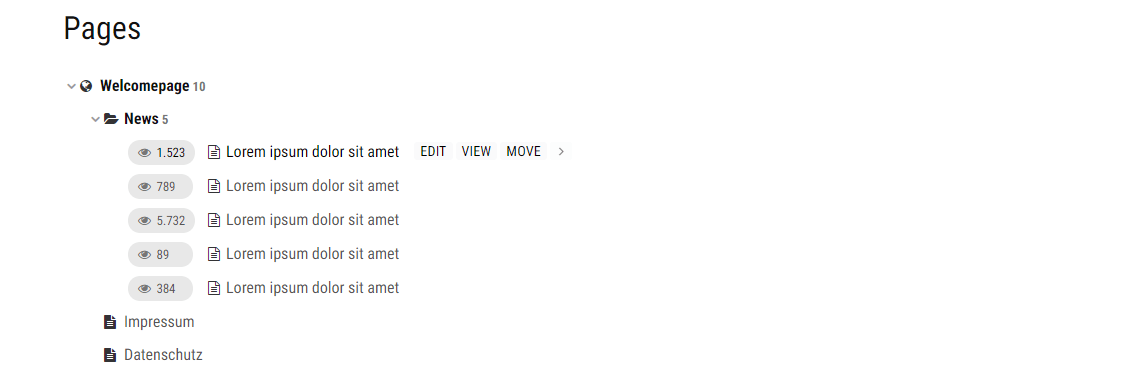 Pages
Welcomepage 10
News 5
1.523 Lorem ipsum dolor sit amet EDIT VIEW MOVE
789 Lorem ipsum dolor sit amet
5.732 Lorem ipsum dolor sit amet
89 Lorem ipsum dolor sit amet
384 Lorem ipsum dolor sit amet
Impressum
Datenschutz